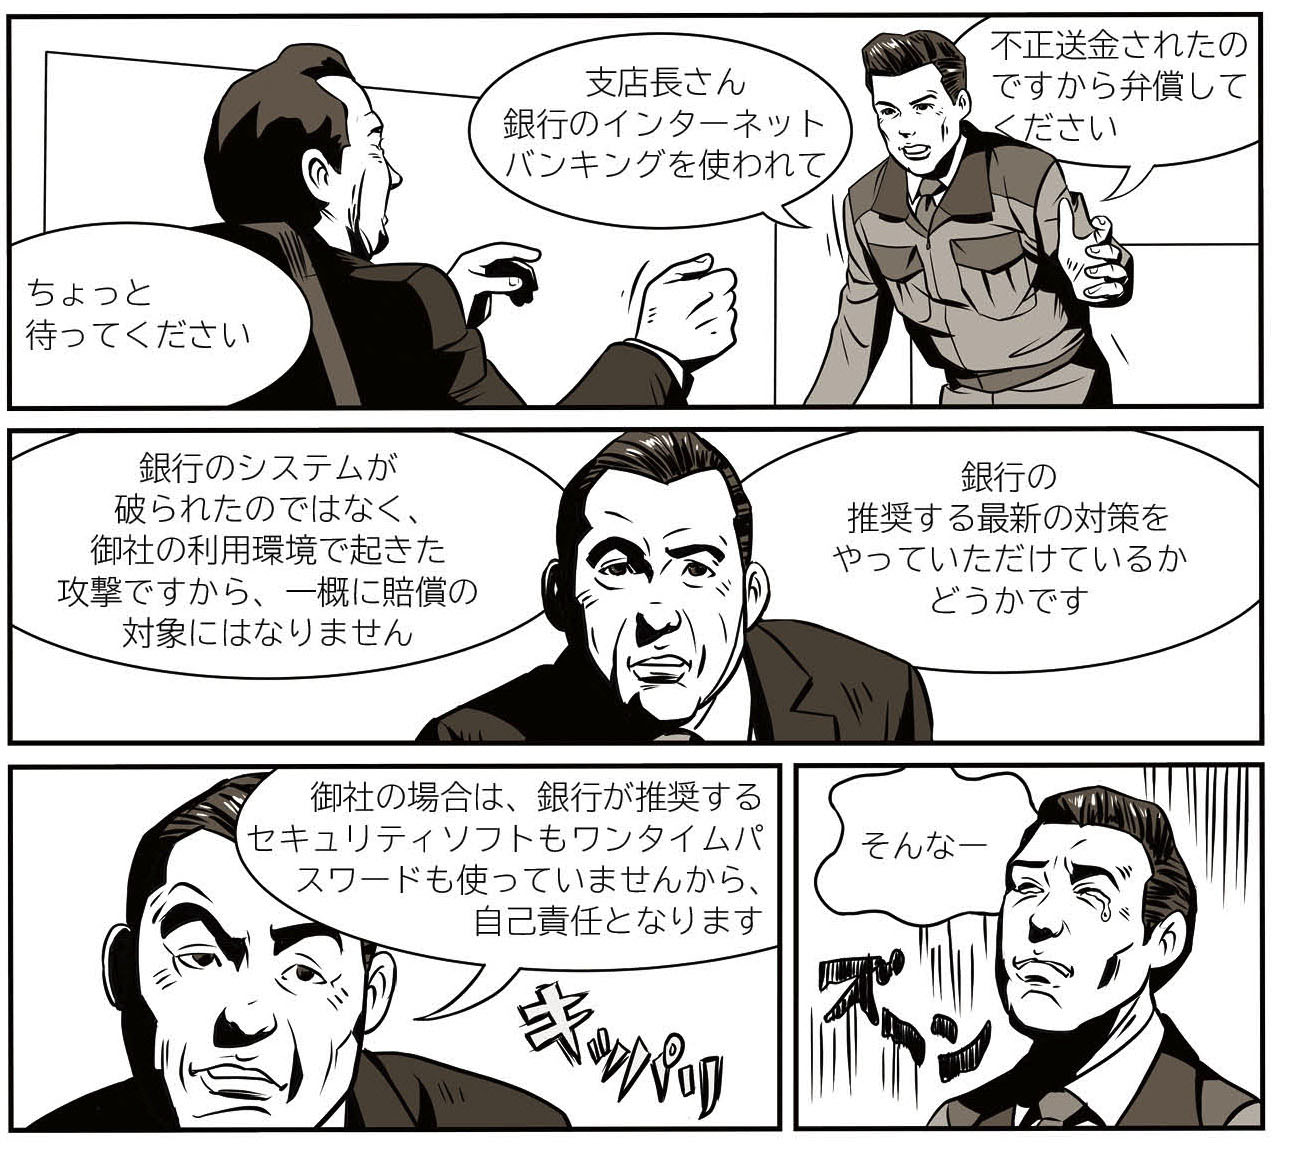 不正送金されたの
ですから弁償して
ください
支店長さん
銀行のインターネット
バンキングを使われて
ちょっと
待ってください
銀行の
推奨する最新の対策を
やっていただけているか
どうかです
銀行のシステムが
破られたのではなく、
御社の利用環境で起きた
攻撃ですから、一概に賠償の
対象にはなりません
御社の場合は、銀行が推奨する
セキュリティソフトもワンタイムパ
スワードも使っていませんから、
自己責任となります
キッパリ
そんなー
ズーン